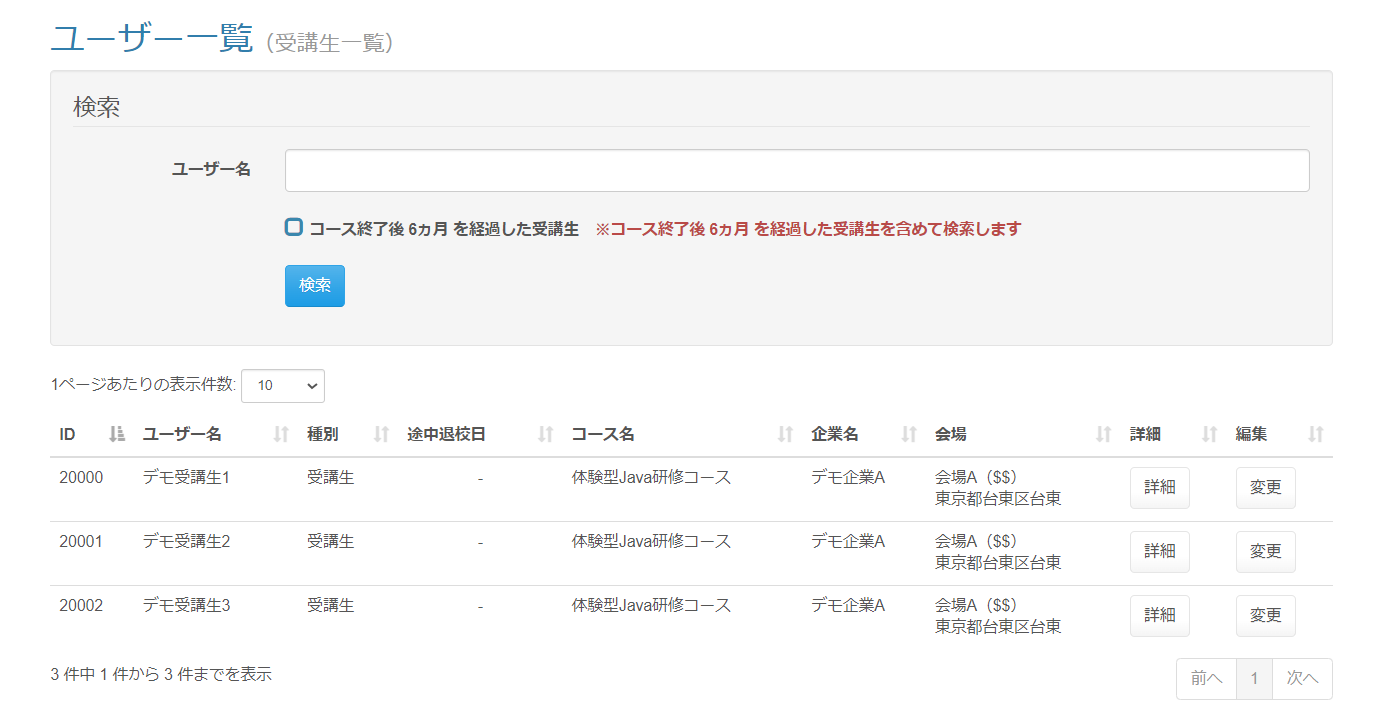 ユーザー一覧（受講生一覧）
検索
ユーザー名
コース終了後 6ヵ月 を経過した受講生 ※コース終了後 6ヵ月 を経過した受講生を含めて検索します
検索
1ページあたりの表示件数: 10
ID ユーザー名 種別 途中退校日 コース名 企業名 会場 詳細 編集
20000 デモ受講生1 受講生 - 体験型Java研修コース デモ企業A 会場A（$$） 詳細 変更
東京都台東区台東
20001 デモ受講生2 受講生 - 体験型Java研修コース デモ企業A 会場A（$$） 詳細 変更
東京都台東区台東
20002 デモ受講生3 受講生 - 体験型Java研修コース デモ企業A 会場A（$$） 詳細 変更
東京都台東区台東
3 件中 1 件から 3 件までを表示 前へ 1 次へ